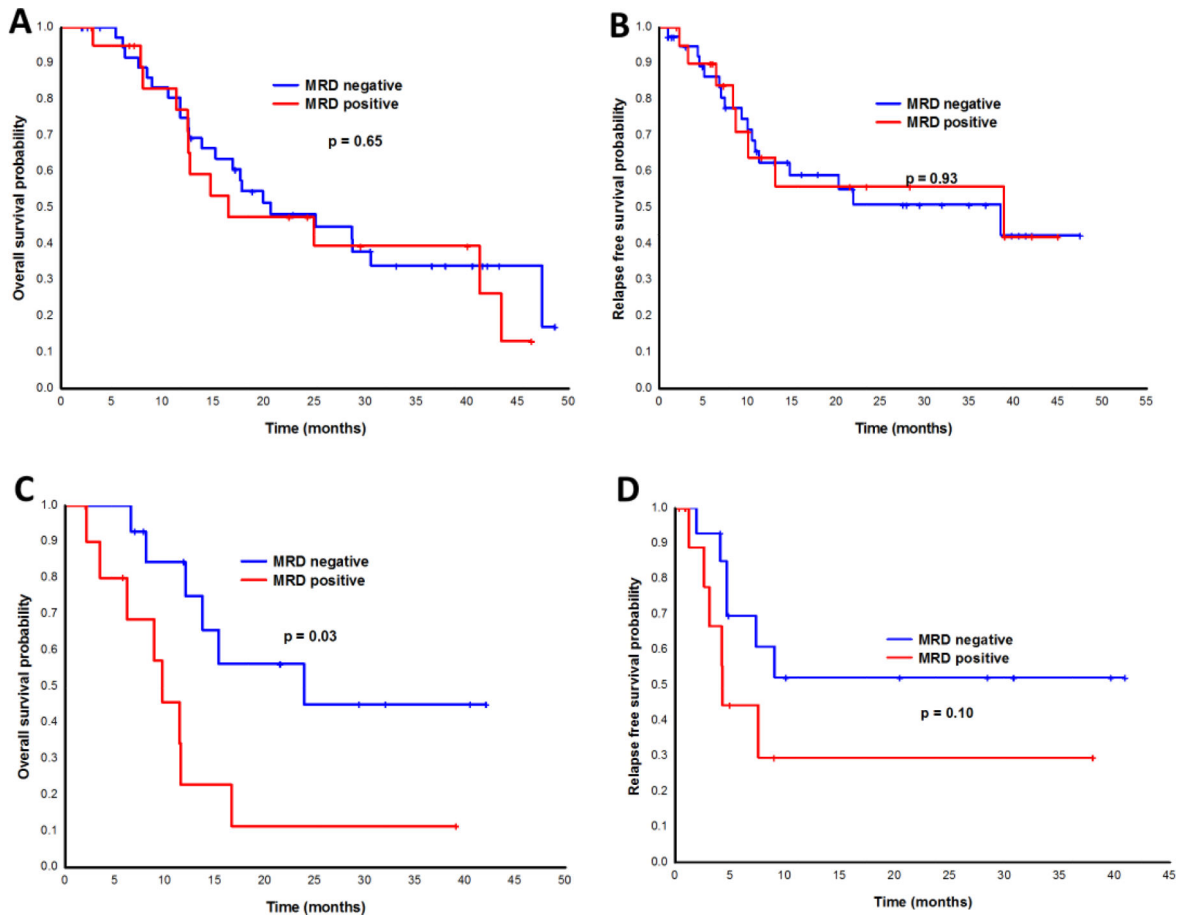 A
Overall survival probability
1.0
0.9
0.8
0.7
0.6
0.5
0.4
0.3
0.2
0.1
0.0
MRD negative
MRD positive
p = 0.65
0 5 10 15 20 25 30 35 40 45 50
Time (months)
B
Relapse free survival probability
1.0
0.9
0.8
0.7
0.6
0.5
0.4
0.3
0.2
0.1
0.0
MRD negative
MRD positive
p = 0.93
0 5 10 15 20 25 30 35 40 45 50 55
Time (months)
C
Overall survival probability
1.0
0.9
0.8
0.7
0.6
0.5
0.4
0.3
0.2
0.1
0.0
MRD negative
MRD positive
p = 0.03
0 5 10 15 20 25 30 35 40 45 50
Time (months)
D
Relapse free survival probability
1.0
0.9
0.8
0.7
0.6
0.5
0.4
0.3
0.2
0.1
0.0
MRD negative
MRD positive
p = 0.10
0 5 10 15 20 25 30 35 40 45
Time (months)